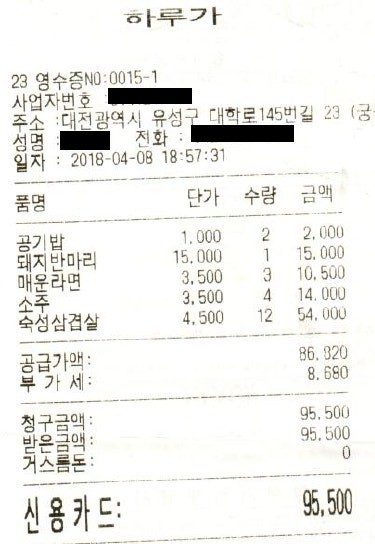 하루가
23 영수증NO:0015-1
사업자번호 :
주소 :대전광역시 유성구 대학로145번길 23 (궁
성명 : 전화 :
일자 : 2018-04-08 18:57:31
품명 단가 수량 금액
공기밥 1,000 2 2,000
돼지반마리 15,000 1 15,000
매운라면 3,500 3 10,500
소주 3,500 4 14,000
숙성삼겹살 4,500 12 54,000
공급가액: 86,820
부 가 세: 8,680
청구금액: 95,500
받은금액: 95,500
거스름돈: 0
신용카드: 95,500